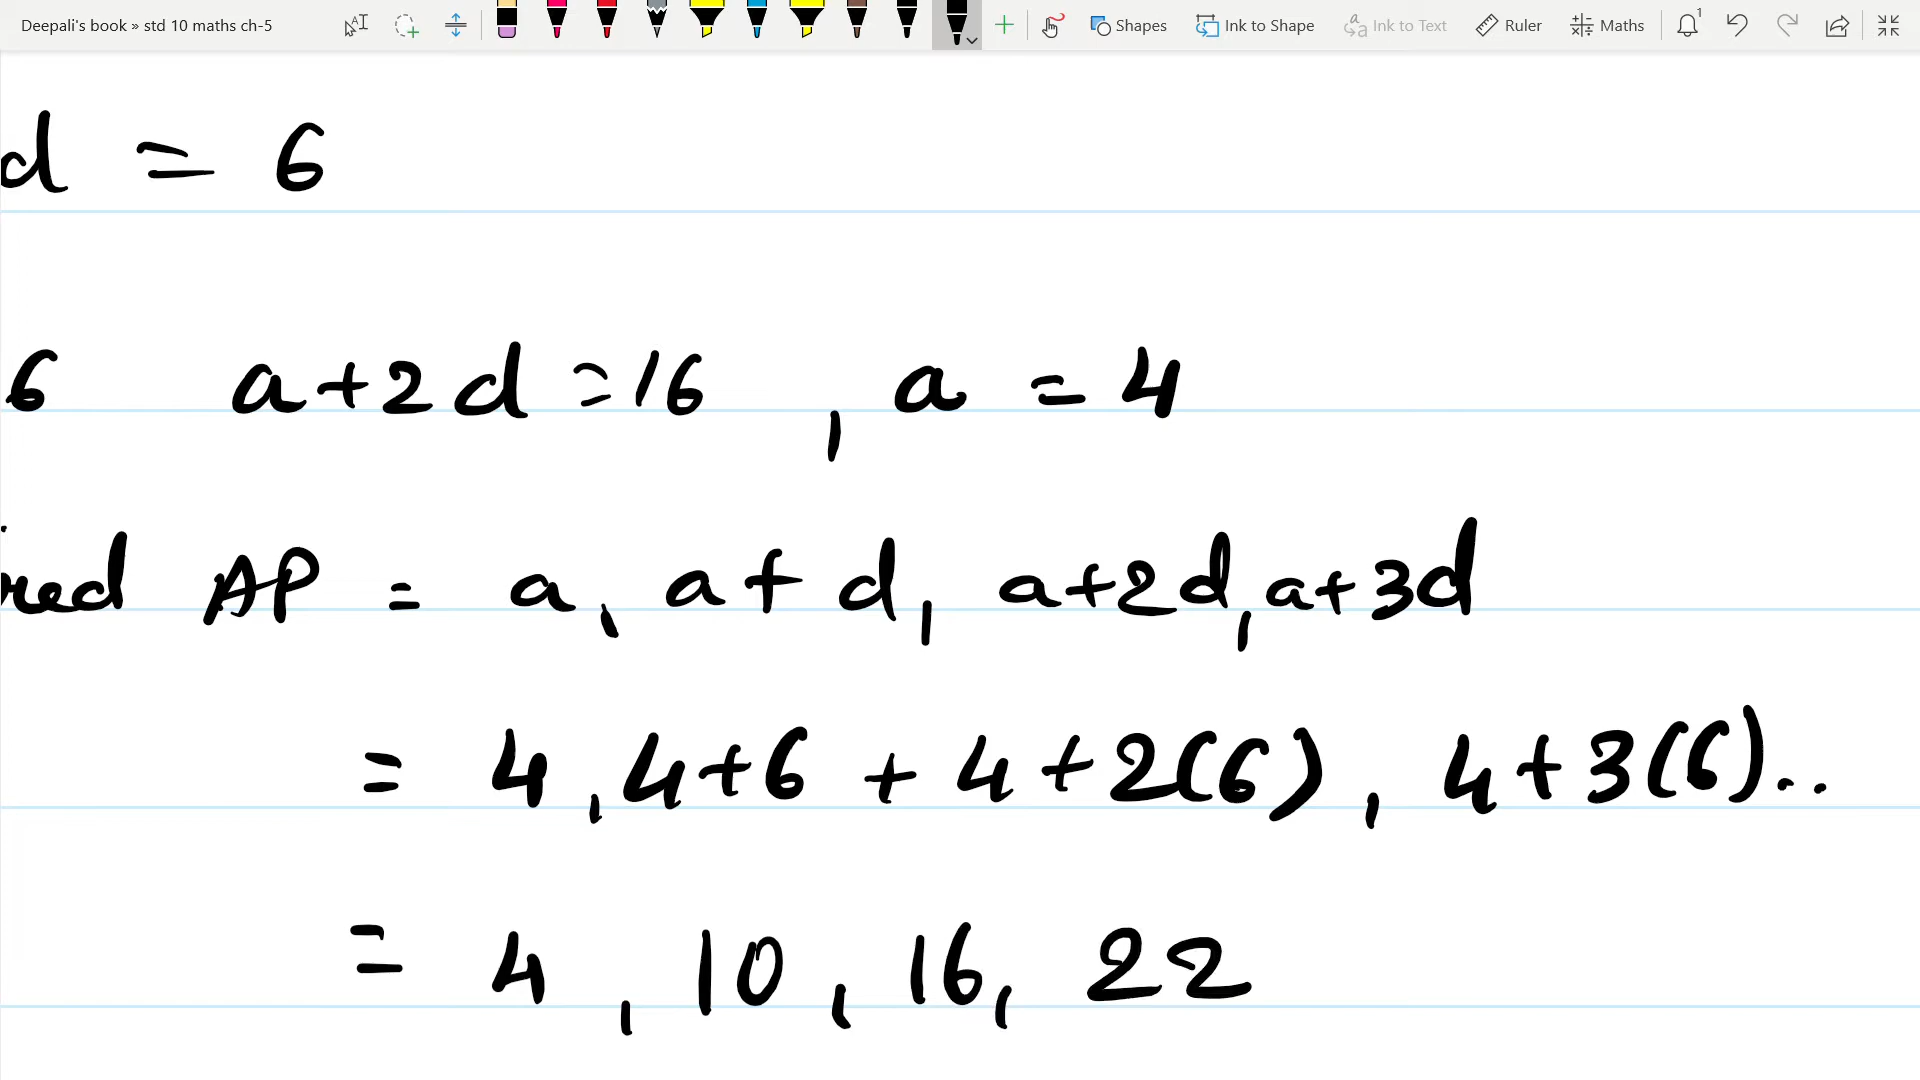 Deepali's book » std 10 maths ch-5 Shapes Ink to Shape Ink to Text Ruler Maths 1
d = 6
6 a+2d=16 , a = 4
AP = a, a+d, a+2d, a+3d
= 4, 4+6 + 4+2(6), 4+3(6)..
= 4, 10, 16, 22